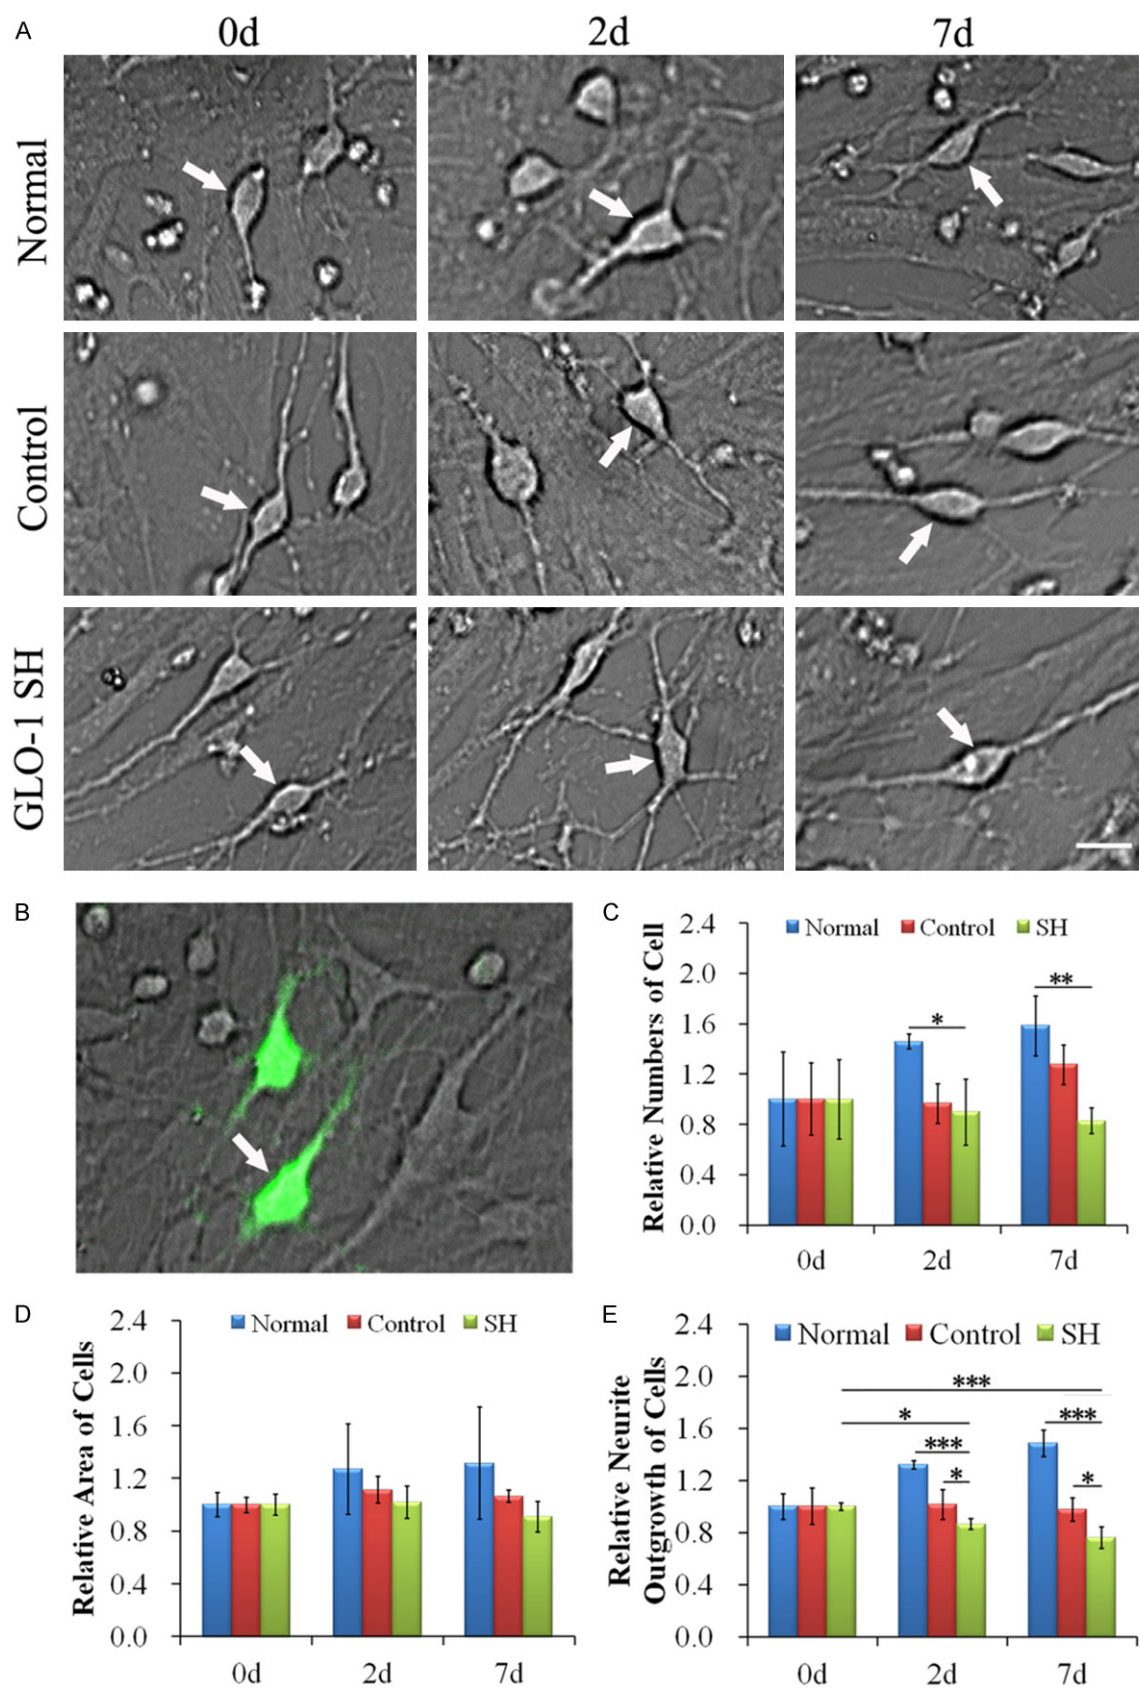 A
0d 2d 7d
Normal
Control
GLO-1 SH
B
C
Relative Numbers of Cell
Normal Control SH
2.4
2.0
1.6
1.2
0.8
0.4
0.0
*
**
0d 2d 7d
D
Relative Area of Cells
Normal Control SH
2.4
2.0
1.6
1.2
0.8
0.4
0.0
0d 2d 7d
E
Relative Neurite
Outgrowth of Cells
Normal Control SH
2.4
2.0
1.6
1.2
0.8
0.4
0.0
***
*
***
***
*
*
0d 2d 7d